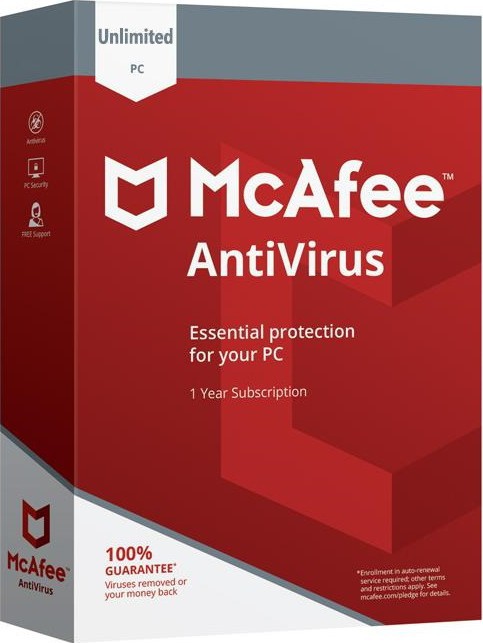 Unlimited
PC
Antivirus
PC Security
FREE Support
McAfee™
AntiVirus
Essential protection
for your PC
1 Year Subscription
McAfee™
AntiVirus
100%
GUARANTEE*
Viruses removed or
your money back
*Enrollment in auto-renewal
service required; other terms
and restrictions apply. See
mcafee.com/pledge for details.